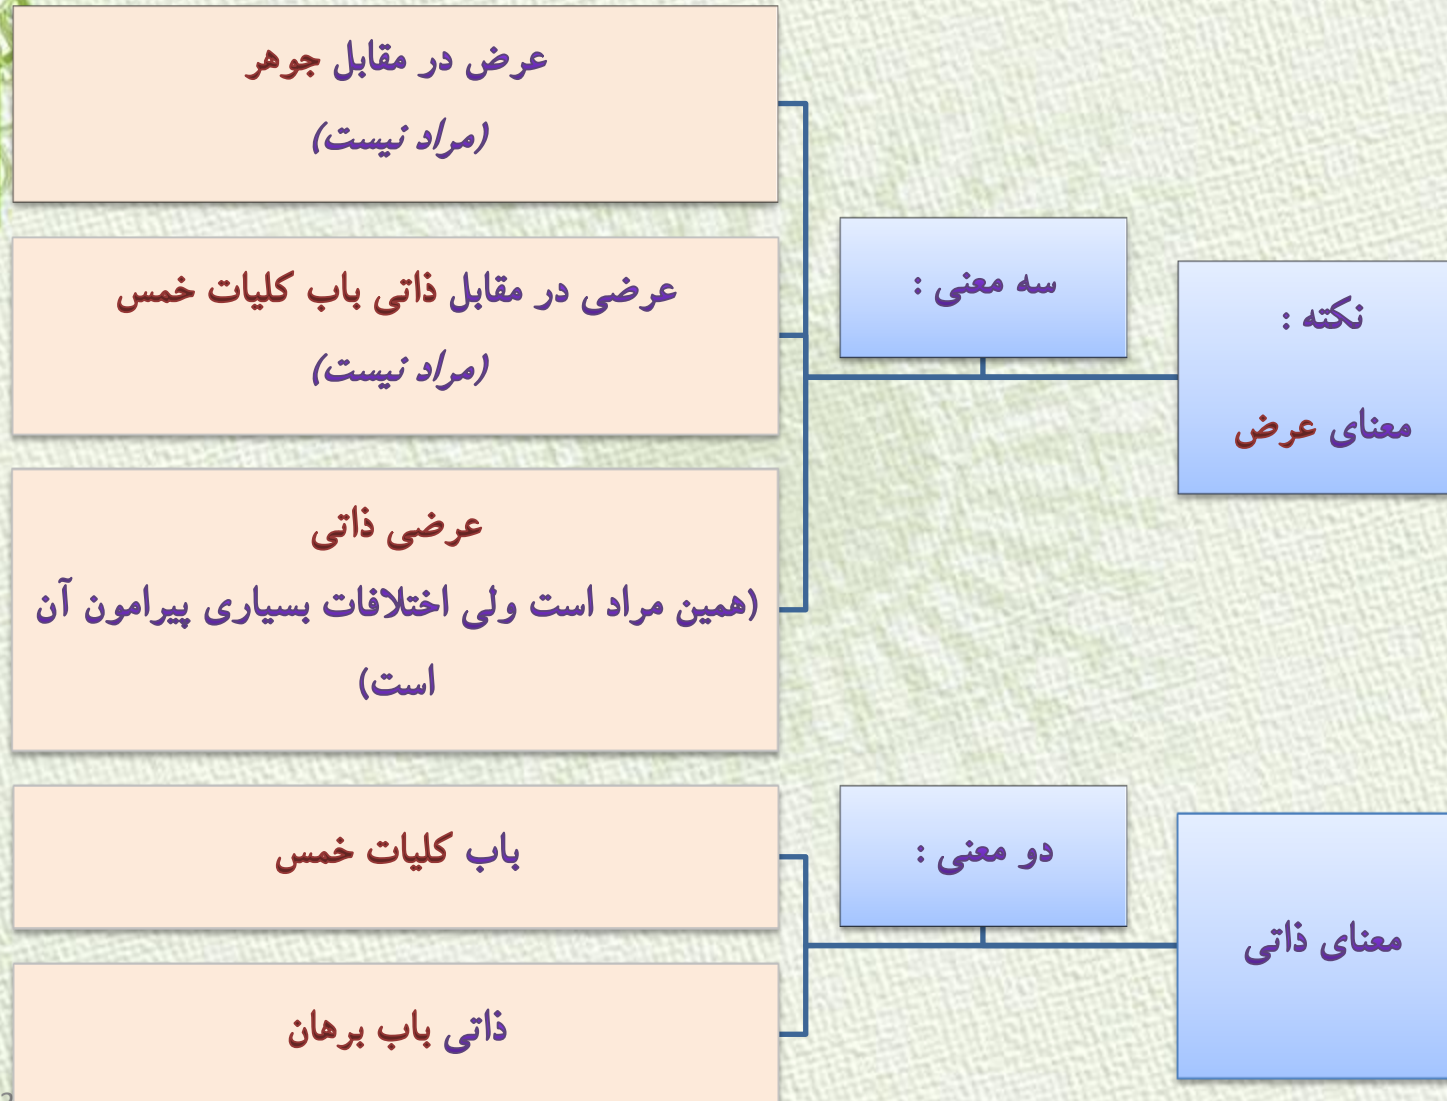 نکته :
معنای عرض
سه معنی :
عرض در مقابل جوهر
(مراد نیست)
عرضی در مقابل ذاتی باب کلیات خمس
(مراد نیست)
عرضی ذاتی
(همین مراد است ولی اختلافات بسیاری پیرامون آن
است)
معنای ذاتی
دو معنی :
باب کلیات خمس
ذاتی باب برهان